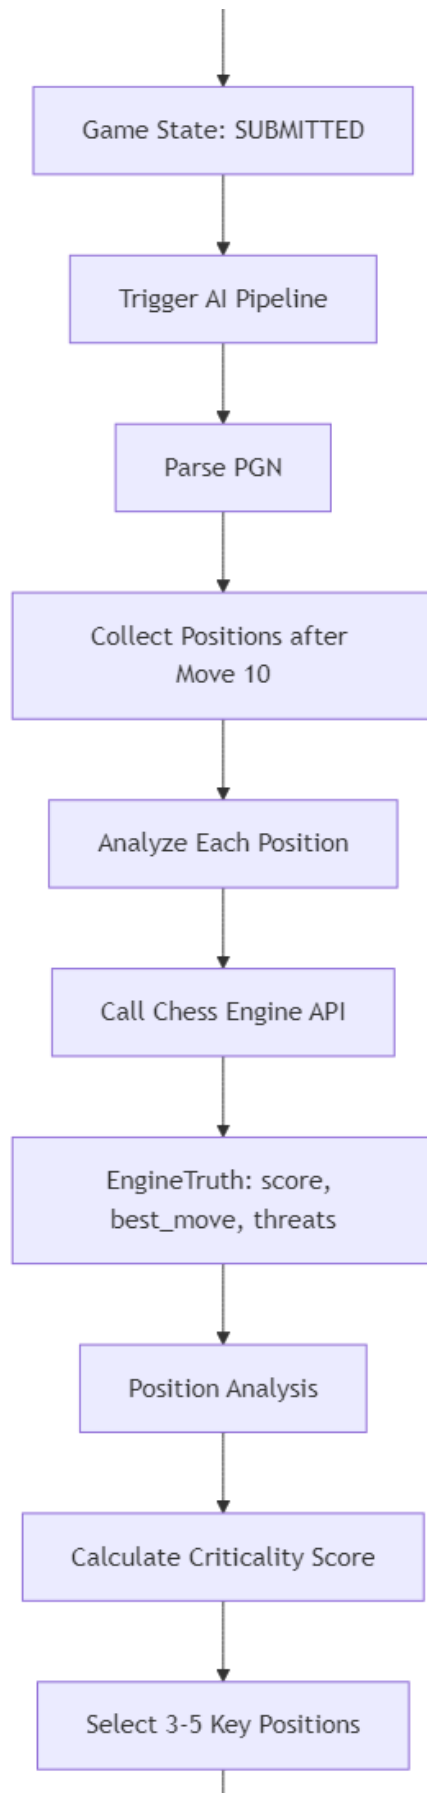 Game State: SUBMITTED
Trigger AI Pipeline
Parse PGN
Collect Positions after
Move 10
Analyze Each Position
Call Chess Engine API
EngineTruth: score,
best_move, threats
Position Analysis
Calculate Criticality Score
Select 3-5 Key Positions